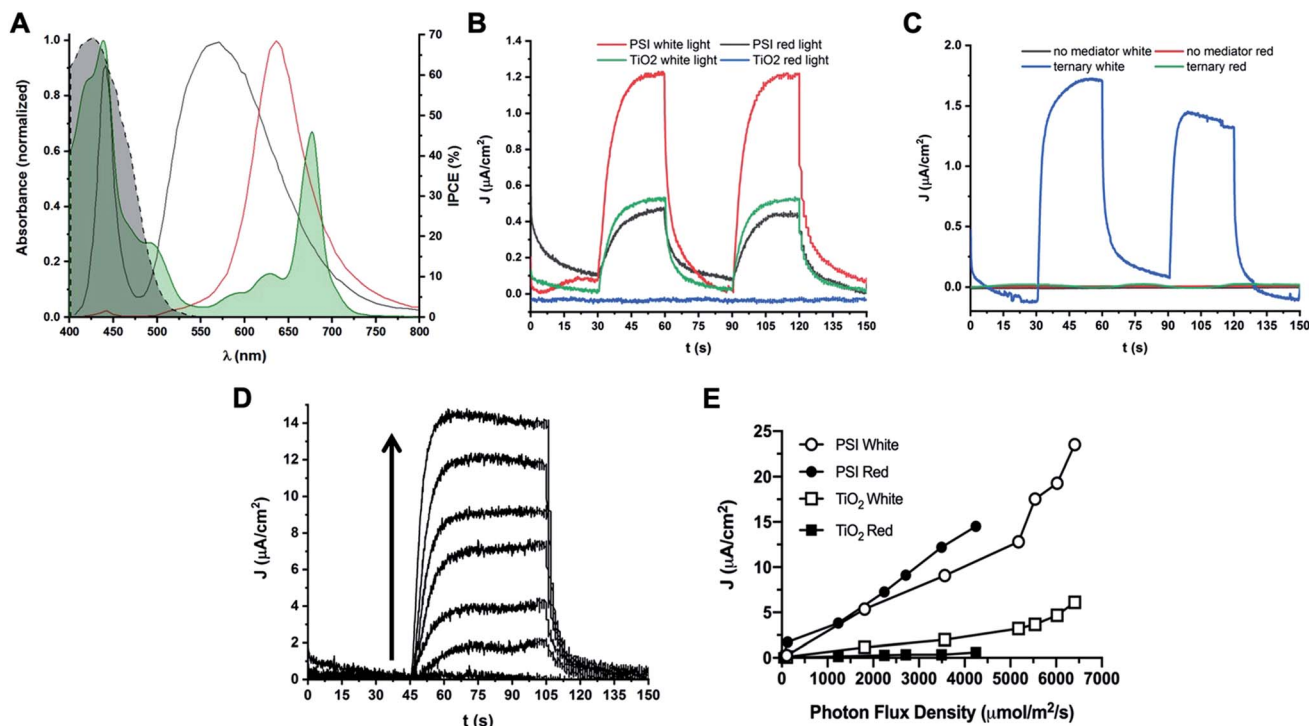 A
Absorbance (normalized)
1.0
0.8
0.6
0.4
0.2
0.0
400 450 500 550 600 650 700 750 800
λ (nm)
70
60
50
40
30
20
10
0
IPCE (%)
B
PSI white light PSI red light
TiO2 white light TiO2 red light
J (μA/cm²)
1.4
1.2
1.0
0.8
0.6
0.4
0.2
0.0
0 15 30 45 60 75 90 105 120 135 150
t (s)
C
no mediator white no mediator red
ternary white ternary red
J (μA/cm²)
2.0
1.5
1.0
0.5
0.0
0 15 30 45 60 75 90 105 120 135 150
t (s)
D
J (μA/cm²)
14
12
10
8
6
4
2
0
0 15 30 45 60 75 90 105 120 135 150
t (s)
E
PSI White
PSI Red
TiO₂ White
TiO₂ Red
J (μA/cm²)
25
20
15
10
5
0
0 1000 2000 3000 4000 5000 6000 7000
Photon Flux Density (μmol/m²/s)